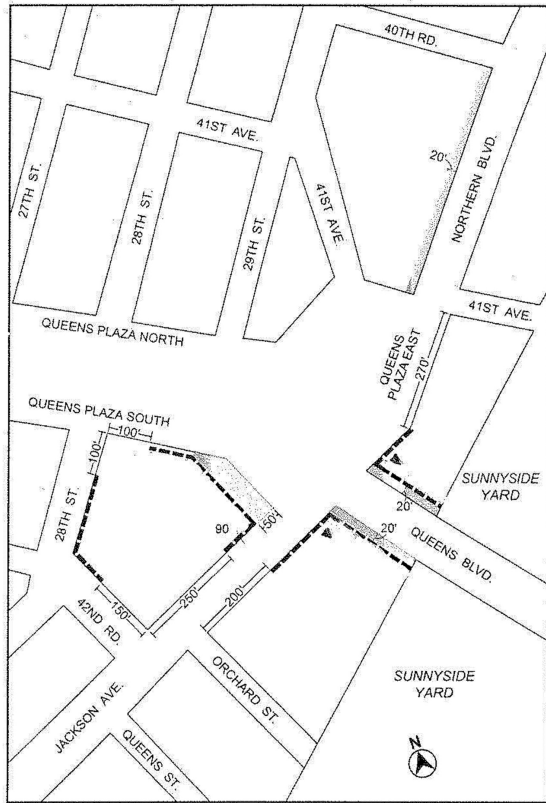 40TH RD.
41ST AVE.
20'
NORTHERN BLVD.
27TH ST.
28TH ST.
29TH ST.
41ST AVE.
41ST AVE.
QUEENS PLAZA NORTH
QUEENS
PLAZA EAST
270'
QUEENS PLAZA SOUTH
100'
100'
SUNNYSIDE
YARD
28TH ST.
50'
90
20'
20'
QUEENS BLVD.
150'
250'
200'
42ND RD.
ORCHARD ST.
SUNNYSIDE
YARD
JACKSON AVE.
QUEENS ST.
N